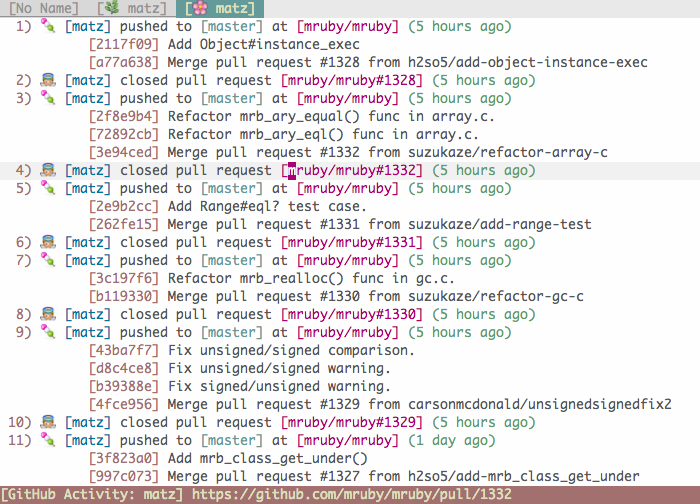 [No Name] [ matz] [ matz]
1) [matz] pushed to [master] at [mruby/mruby] (5 hours ago)
[2117f09] Add Object#instance_exec
[a77a638] Merge pull request #1328 from h2so5/add-object-instance-exec
2) [matz] closed pull request [mruby/mruby#1328] (5 hours ago)
3) [matz] pushed to [master] at [mruby/mruby] (5 hours ago)
[2f8e9b4] Refactor mrb_ary_equal() func in array.c.
[72892cb] Refactor mrb_ary_eql() func in array.c.
[3e94ced] Merge pull request #1332 from suzukaze/refactor-array-c
4) [matz] closed pull request [mruby/mruby#1332] (5 hours ago)
5) [matz] pushed to [master] at [mruby/mruby] (5 hours ago)
[2e9b2cc] Add Range#eql? test case.
[262fe15] Merge pull request #1331 from suzukaze/add-range-test
6) [matz] closed pull request [mruby/mruby#1331] (5 hours ago)
7) [matz] pushed to [master] at [mruby/mruby] (5 hours ago)
[3c197f6] Refactor mrb_realloc() func in gc.c.
[b119330] Merge pull request #1330 from suzukaze/refactor-gc-c
8) [matz] closed pull request [mruby/mruby#1330] (5 hours ago)
9) [matz] pushed to [master] at [mruby/mruby] (5 hours ago)
[43ba7f7] Fix unsigned/signed comparison.
[d8c4ce8] Fix unsigned/signed warning.
[b39388e] Fix signed/unsigned warning.
[4fce956] Merge pull request #1329 from carsonmcdonald/unsignedsignedfix2
10) [matz] closed pull request [mruby/mruby#1329] (5 hours ago)
11) [matz] pushed to [master] at [mruby/mruby] (1 day ago)
[3f823a0] Add mrb_class_get_under()
[997c073] Merge pull request #1327 from h2so5/add-mrb_class_get_under
[GitHub Activity: matz] https://github.com/mruby/mruby/pull/1332